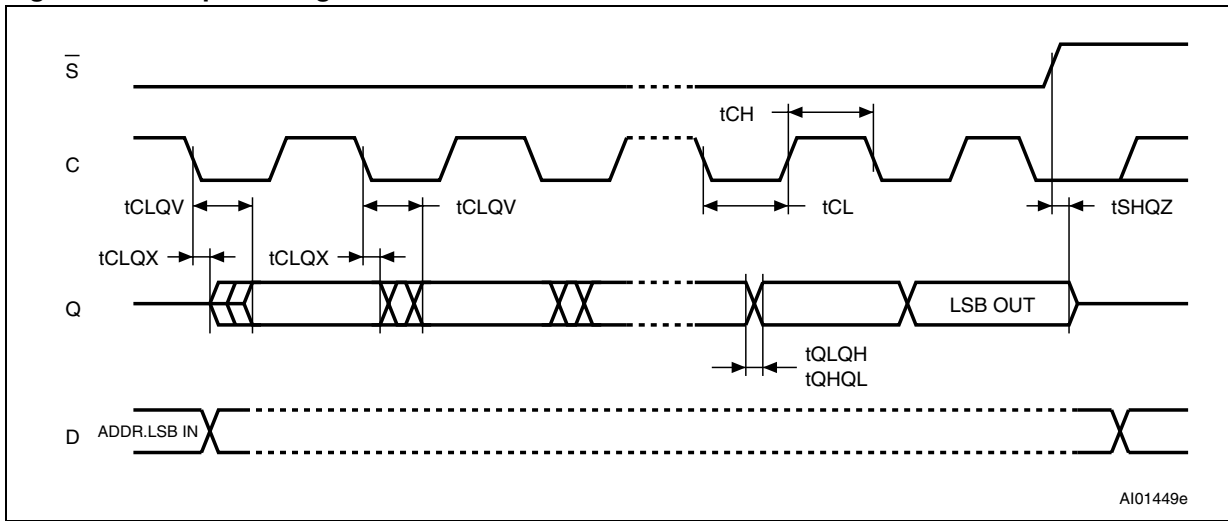 S
tCH
C
tCLQV
tCLQV
tCL
tSHQZ
tCLQX
tCLQX
Q
LSB OUT
tQLQH
tQHQL
D
ADDR.LSB IN
AI01449e